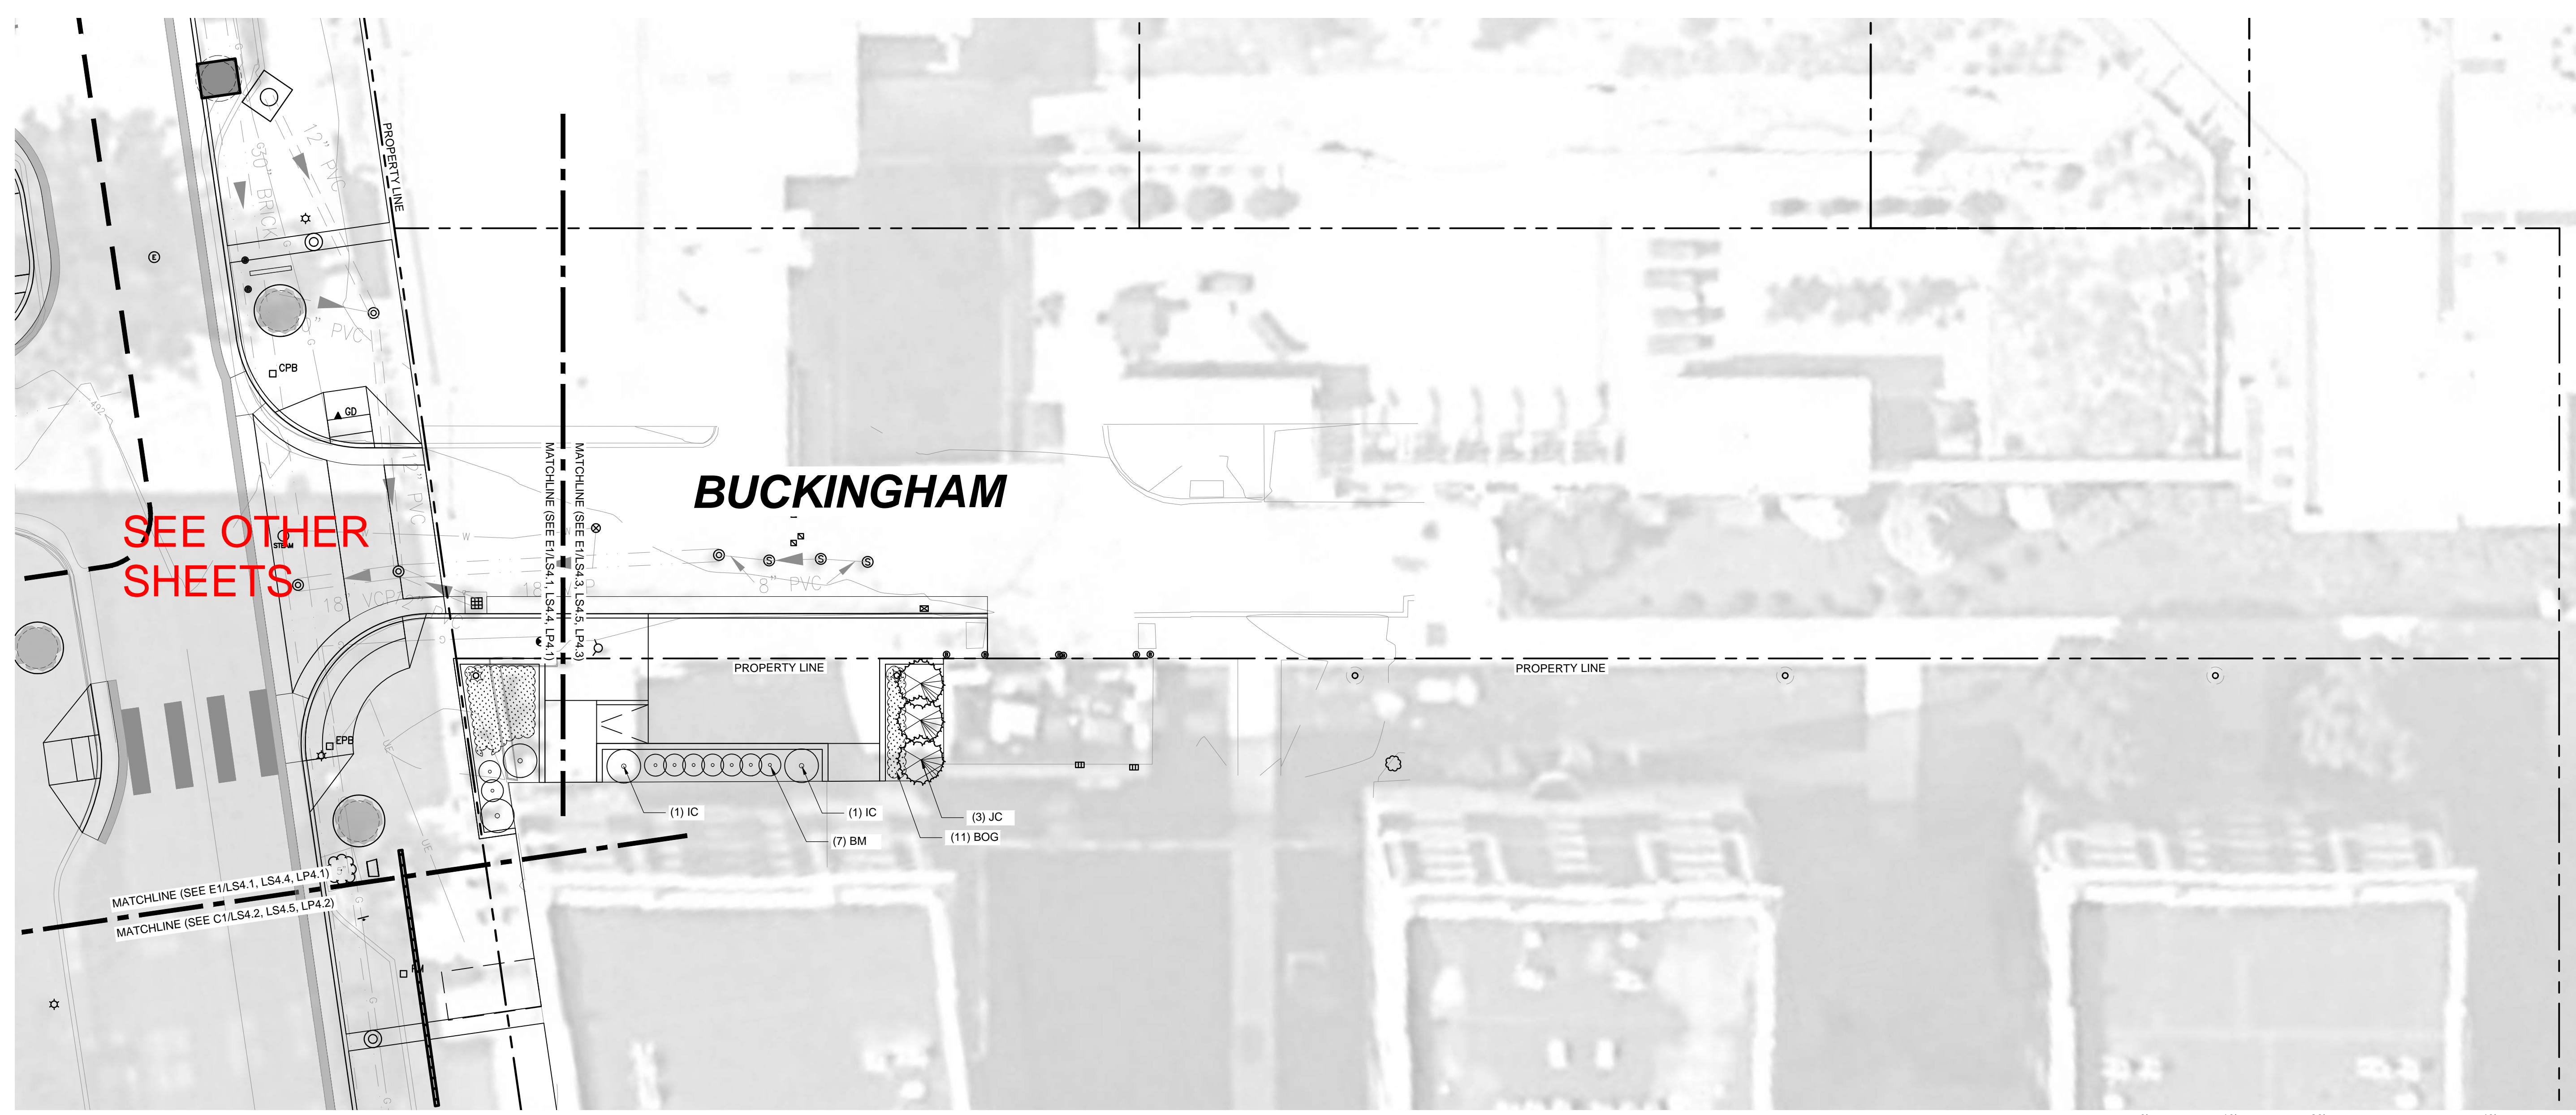 G
12" PVC
30" BRICK
G
PROPERTY LINE
E
8" PVC
G
CPB
GD
492
12" PVC
MATCHLINE (SEE E1/LS4.1, LS4.4, LP4.1)
MATCHLINE (SEE E1/LS4.3, LS4.5, LP4.3)
BUCKINGHAM
SEE OTHER
SHEETS
STEAM
W
W
W
S
S
S
8" PVC
18" VCP
G
PROPERTY LINE
PROPERTY LINE
EPB
UE
UE
(1) IC
(1) IC
(3) JC
(7) BM
(11) BOG
MATCHLINE (SEE E1/LS4.1, LS4.4, LP4.1)
MATCHLINE (SEE C1/LS4.2, LS4.5, LP4.2)
G
G
G